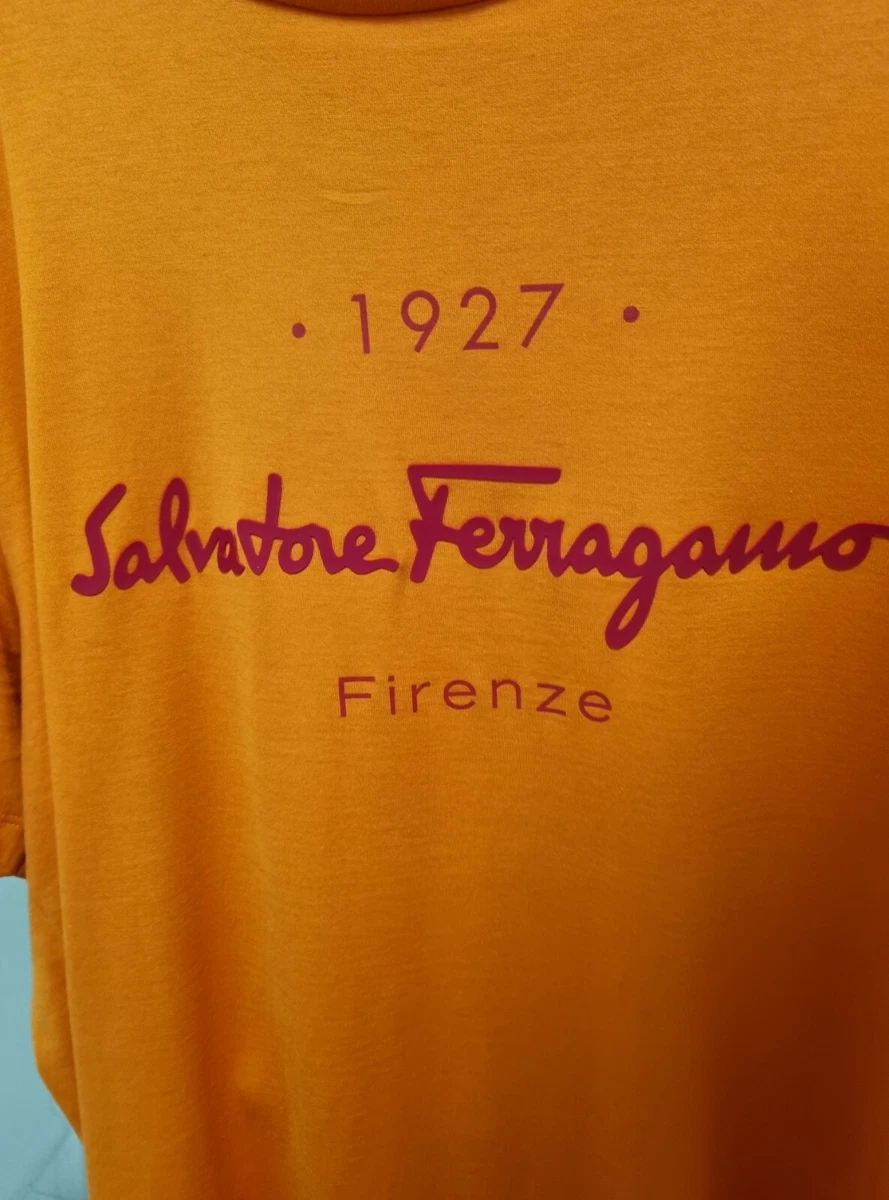 • 1927 •
Salvatore Ferragamo
Firenze